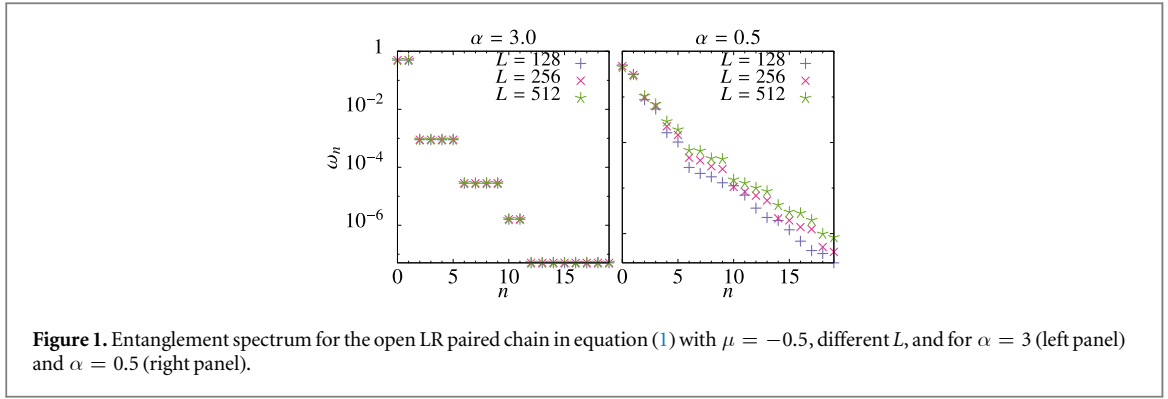 α = 3.0 α = 0.5
L = 128 L = 128
L = 256 L = 256
L = 512 L = 512
1
10⁻²
10⁻⁴
10⁻⁶
ωₙ
0 5 10 15 0 5 10 15
n n
Figure 1. Entanglement spectrum for the open LR paired chain in equation (1) with μ = −0.5, different L, and for α = 3 (left panel)
and α = 0.5 (right panel).